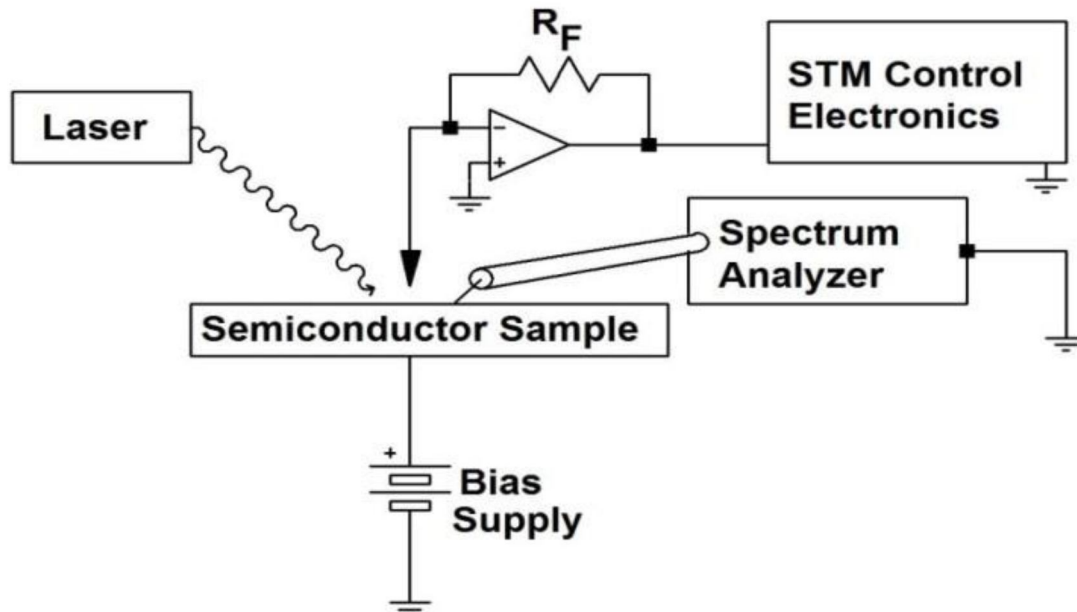 R_F
STM Control
Electronics
Laser
−
+
Spectrum
Analyzer
Semiconductor Sample
+
Bias
Supply